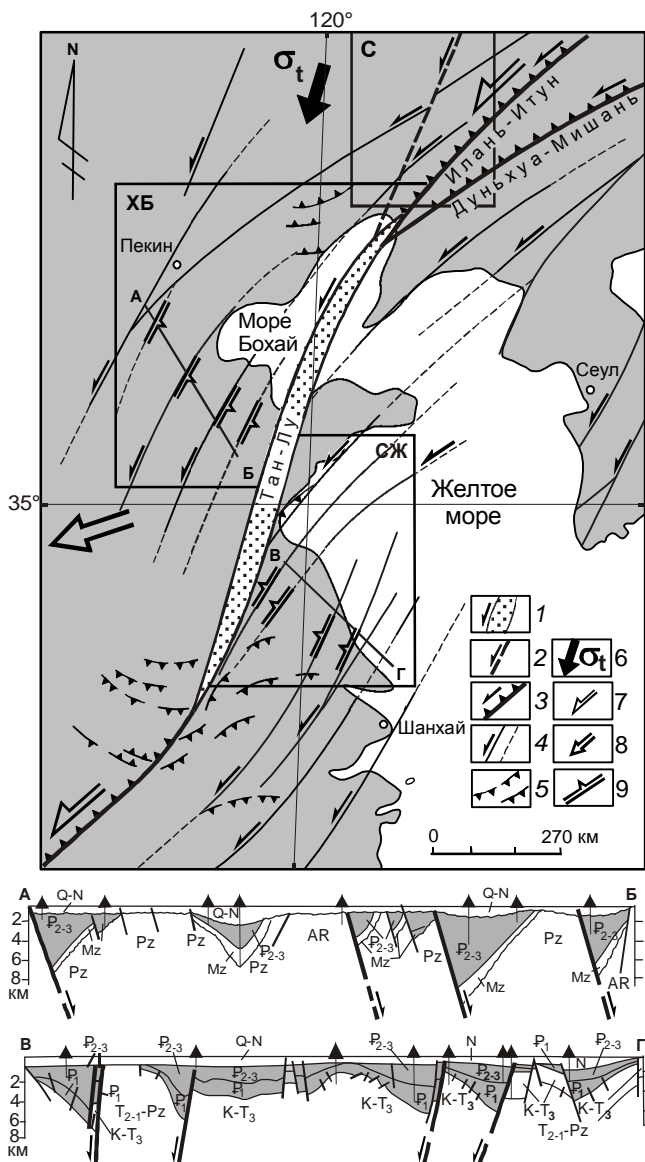 120°
N
σt
С
Илань-Итун
Дуньхуа-Мишань
ХБ
Пекин
А
Море
Бохай
Сеул
Тан-Лу
СЖ
Б
Желтое
море
35°
В
Г
1
2
σt 6
3
7
4
8
5
9
Шанхай
0 270 км
А Q-N Q-N Q-N Б
2
4
6
8
км
P2-3 Mz Pz Pz Mz Pz P2-3 AR P2-3 Mz Pz P2-3 Mz Pz P2-3 AR
В P2-3 P2-3 Q-N P2-3 N P1 P2-3 Г
2
4
6
8
км
P1 P1 P2-3 P1 P2-3 P1 N
K-T3 T2-1-Pz K-T3 K-T3 P1 K-T3 P1 K-T3 T2-1-Pz K-T3